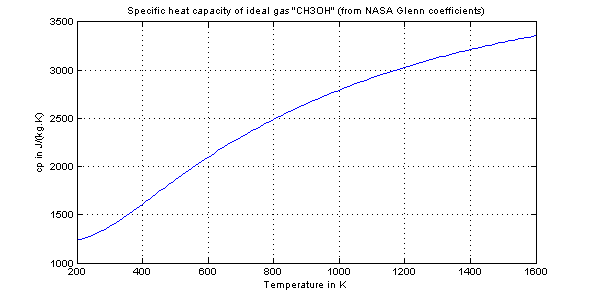 Specific heat capacity of ideal gas "CH3OH" (from NASA Glenn coefficients)
3500
3000
2500
2000
1500
1000
cp in J/(kg.K)
200 400 600 800 1000 1200 1400 1600
Temperature in K